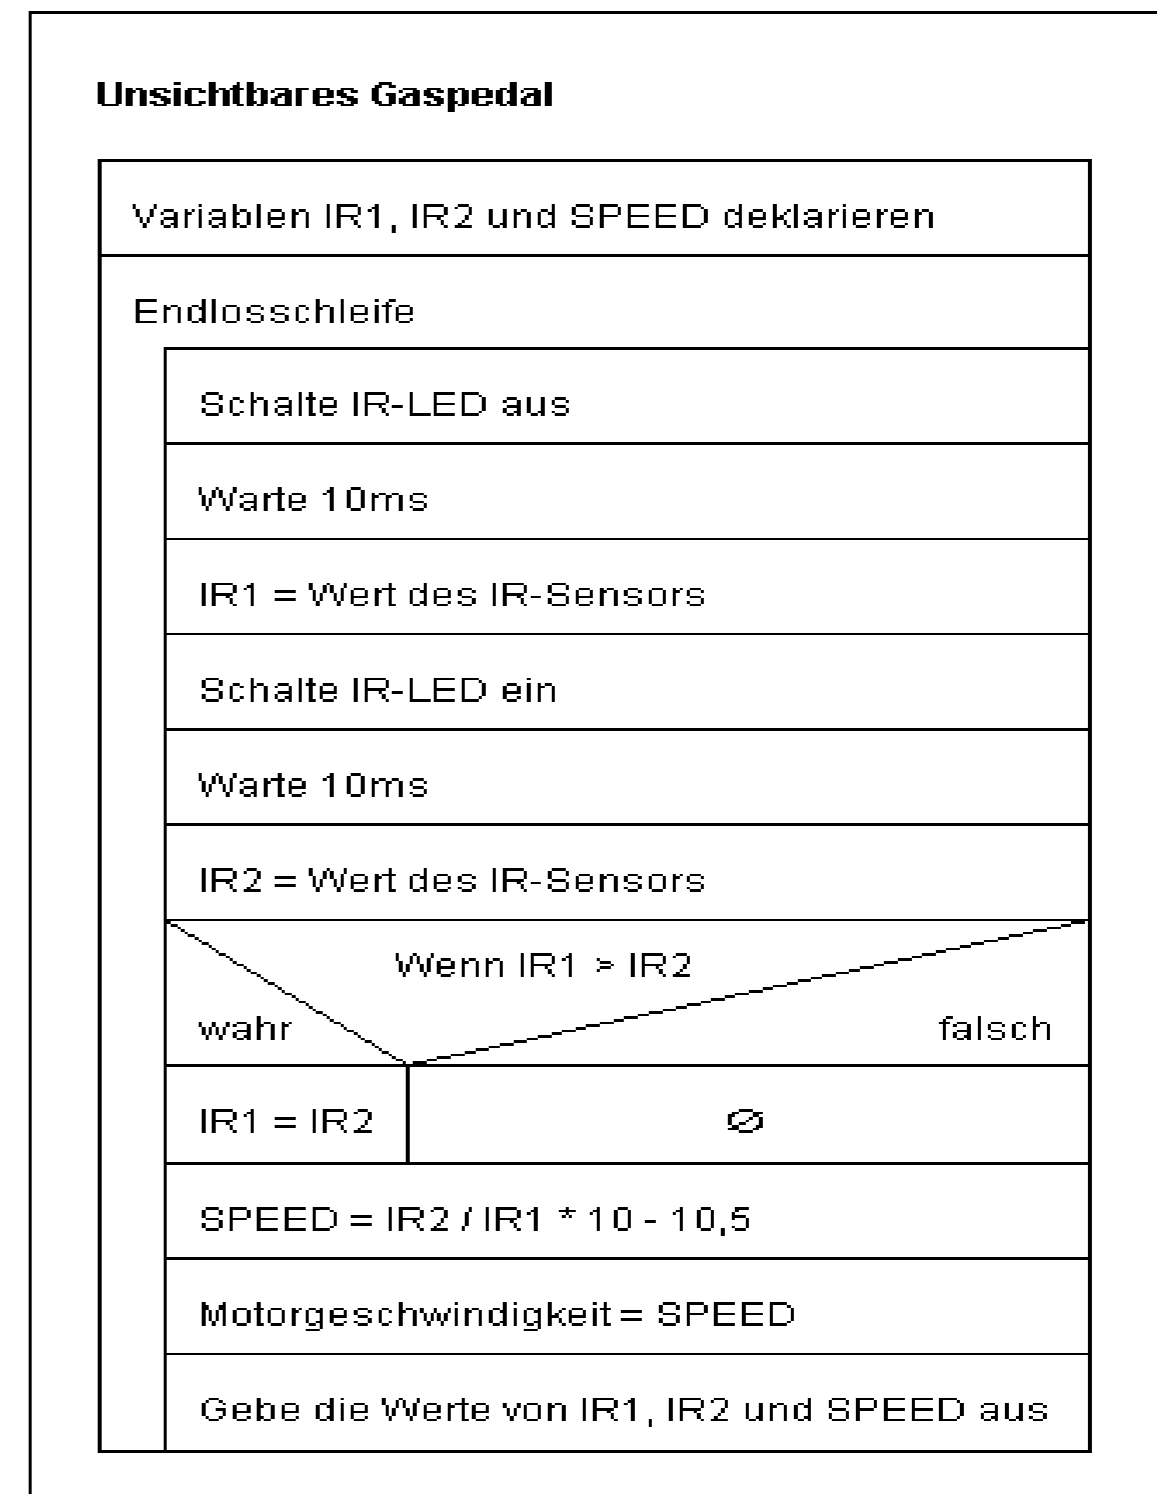 Unsichtbares Gaspedal
Variablen IR1, IR2 und SPEED deklarieren
Endlosschleife
Schalte IR-LED aus
Warte 10ms
IR1 = Wert des IR-Sensors
Schalte IR-LED ein
Warte 10ms
IR2 = Wert des IR-Sensors
Wenn IR1 > IR2
wahr falsch
IR1 = IR2 Ø
SPEED = IR2 / IR1 * 10 - 10,5
Motorgeschwindigkeit = SPEED
Gebe die Werte von IR1, IR2 und SPEED aus